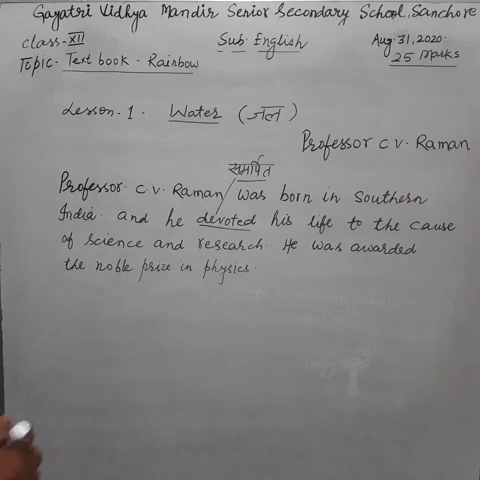 Gayatri Vidhya Mandir Senior Secondary School, Sanchore
Class - XII Sub. English Aug. 31, 2020
Topic - Text book - Rainbow 25 Marks
Lesson - 1. Water (जल)
Professor C.V. Raman
समर्पित
Professor C.V. Raman was born in Southern
India and he devoted his life to the cause
of science and research. He was awarded
the noble prize in physics.